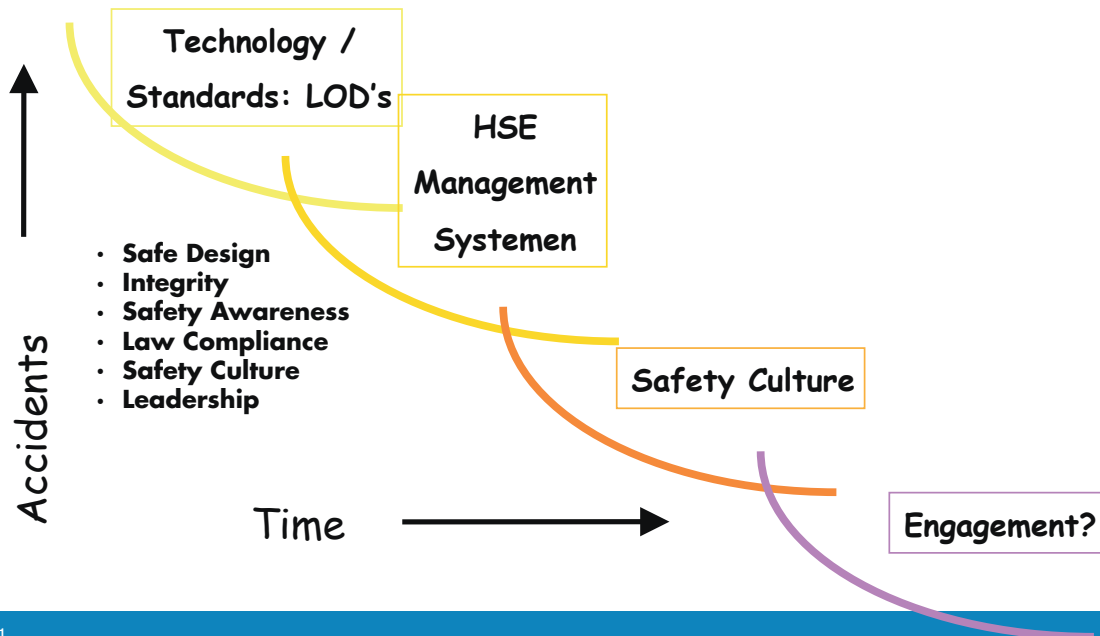 Technology /
Standards: LOD's
HSE
Management
Systemen
• Safe Design
• Integrity
• Safety Awareness
• Law Compliance
• Safety Culture
• Leadership
Accidents
Safety Culture
Time
Engagement?
1